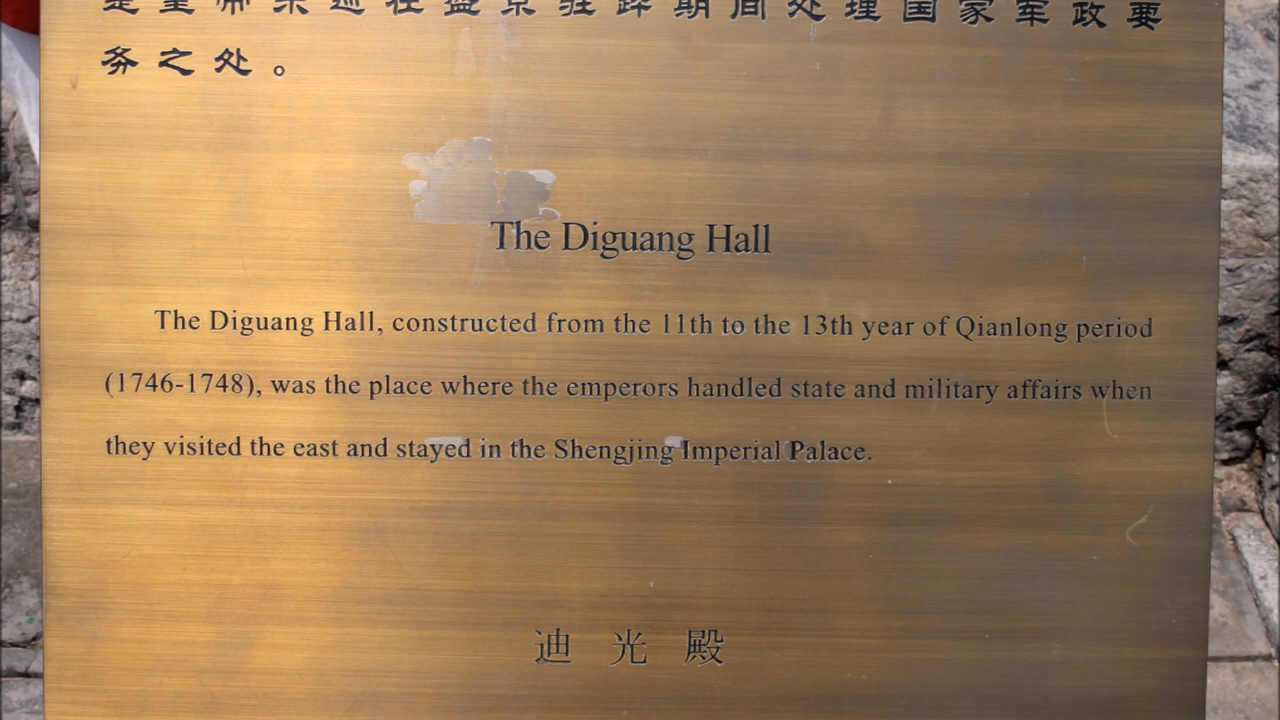 是皇帝东巡在盛京驻跸期间处理国家军政要
务之处。
The Diguang Hall
The Diguang Hall, constructed from the 11th to the 13th year of Qianlong period
(1746-1748), was the place where the emperors handled state and military affairs when
they visited the east and stayed in the Shengjing Imperial Palace.
迪光殿